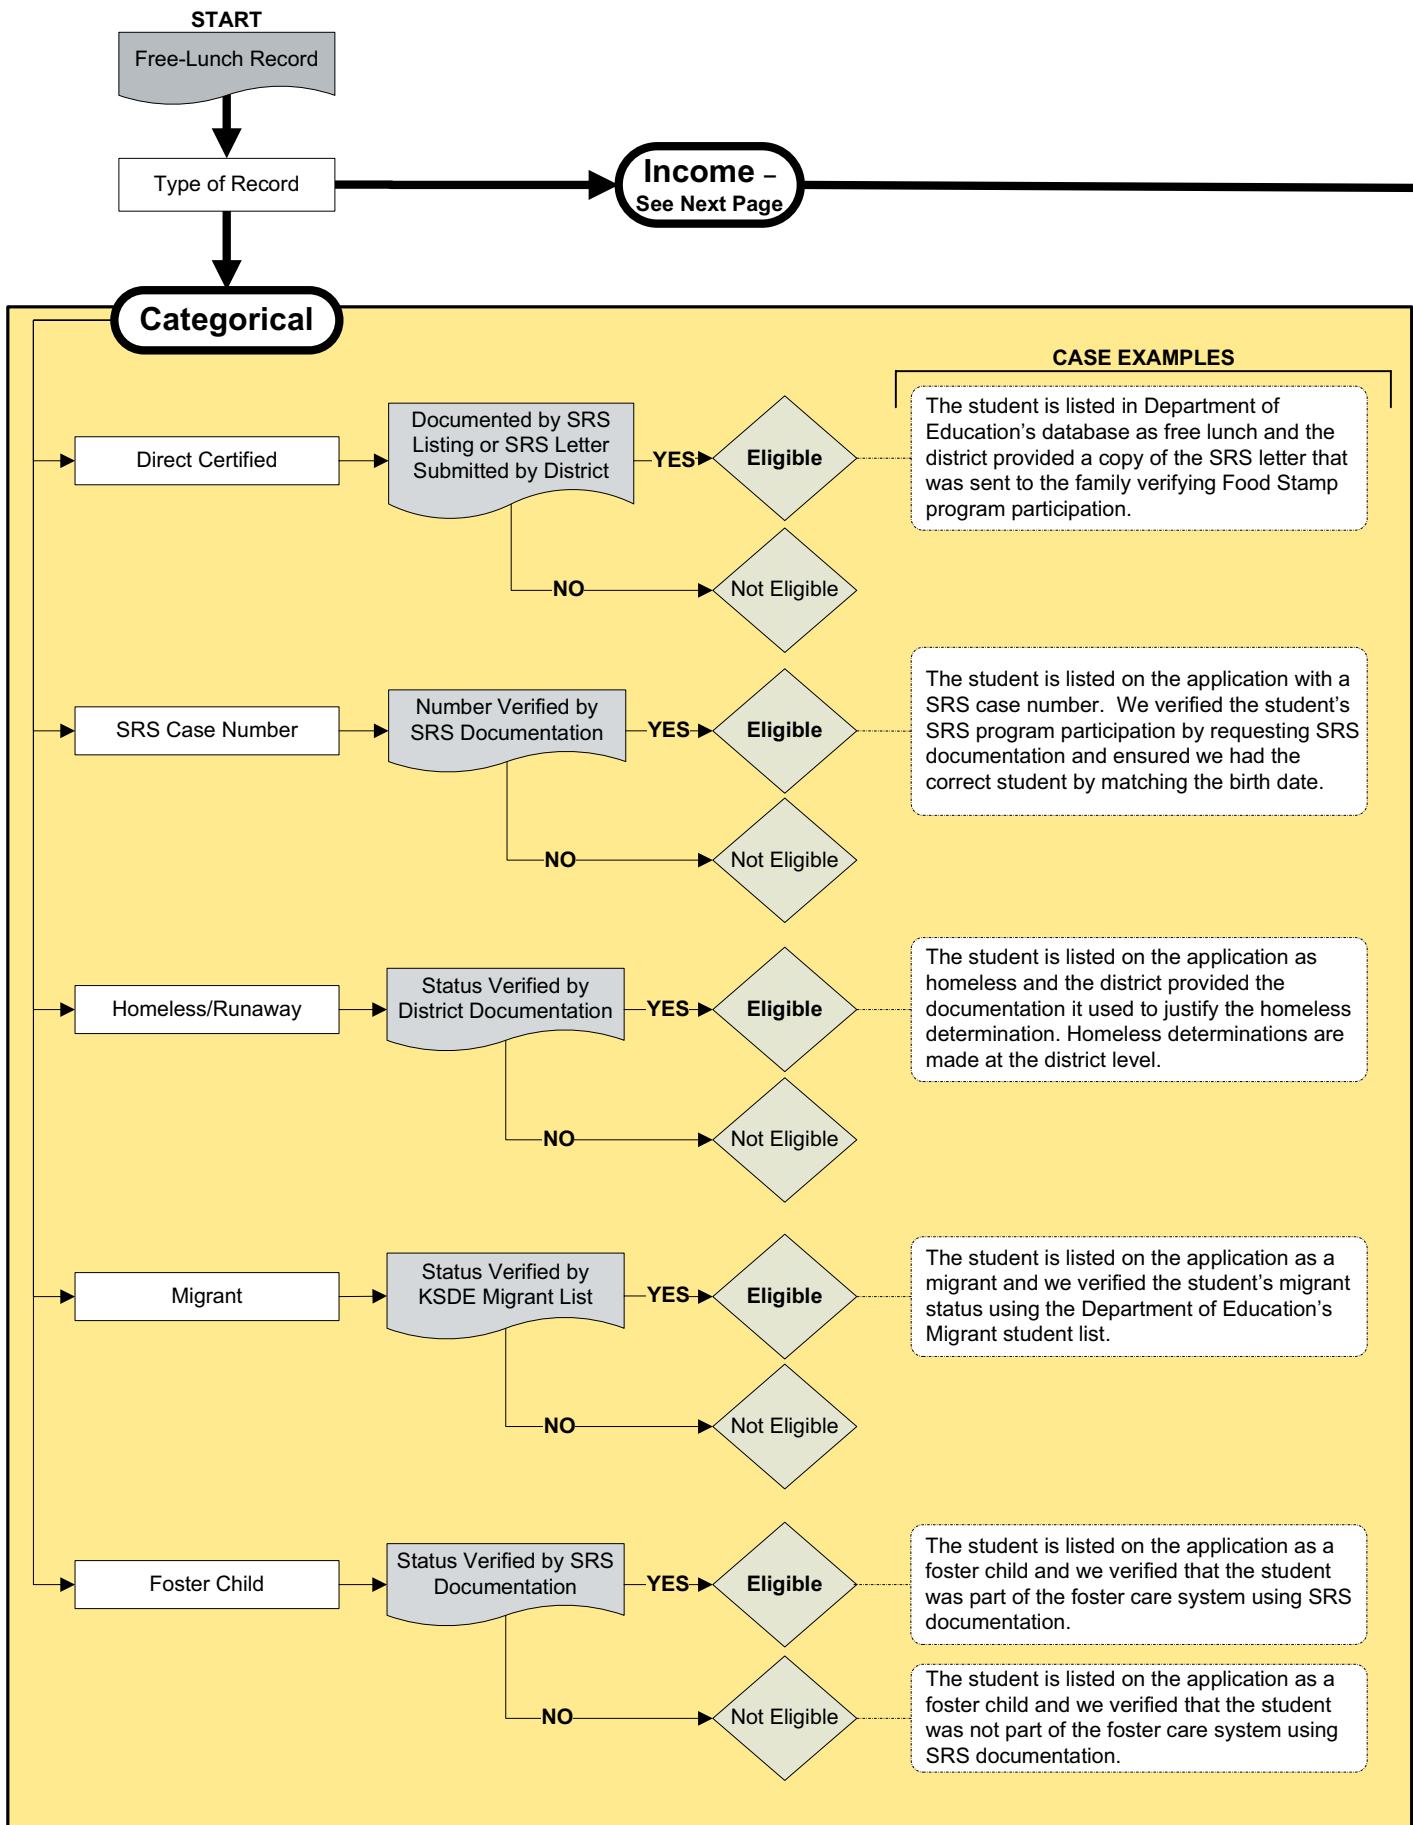 START
Free-Lunch Record
Type of Record
Income –
See Next Page
Categorical
CASE EXAMPLES
Direct Certified
Documented by SRS
Listing or SRS Letter
Submitted by District
YES
Eligible
The student is listed in Department of
Education’s database as free lunch and the
district provided a copy of the SRS letter that
was sent to the family verifying Food Stamp
program participation.
NO
Not Eligible
SRS Case Number
Number Verified by
SRS Documentation
YES
Eligible
The student is listed on the application with a
SRS case number.  We verified the student’s
SRS program participation by requesting SRS
documentation and ensured we had the
correct student by matching the birth date.
NO
Not Eligible
Homeless/Runaway
Status Verified by
District Documentation
YES
Eligible
The student is listed on the application as
homeless and the district provided the
documentation it used to justify the homeless
determination. Homeless determinations are
made at the district level.
NO
Not Eligible
Migrant
Status Verified by
KSDE Migrant List
YES
Eligible
The student is listed on the application as a
migrant and we verified the student’s migrant
status using the Department of Education’s
Migrant student list.
NO
Not Eligible
Foster Child
Status Verified by SRS
Documentation
YES
Eligible
The student is listed on the application as a
foster child and we verified that the student
was part of the foster care system using SRS
documentation.
NO
Not Eligible
The student is listed on the application as a
foster child and we verified that the student
was not part of the foster care system using
SRS documentation.